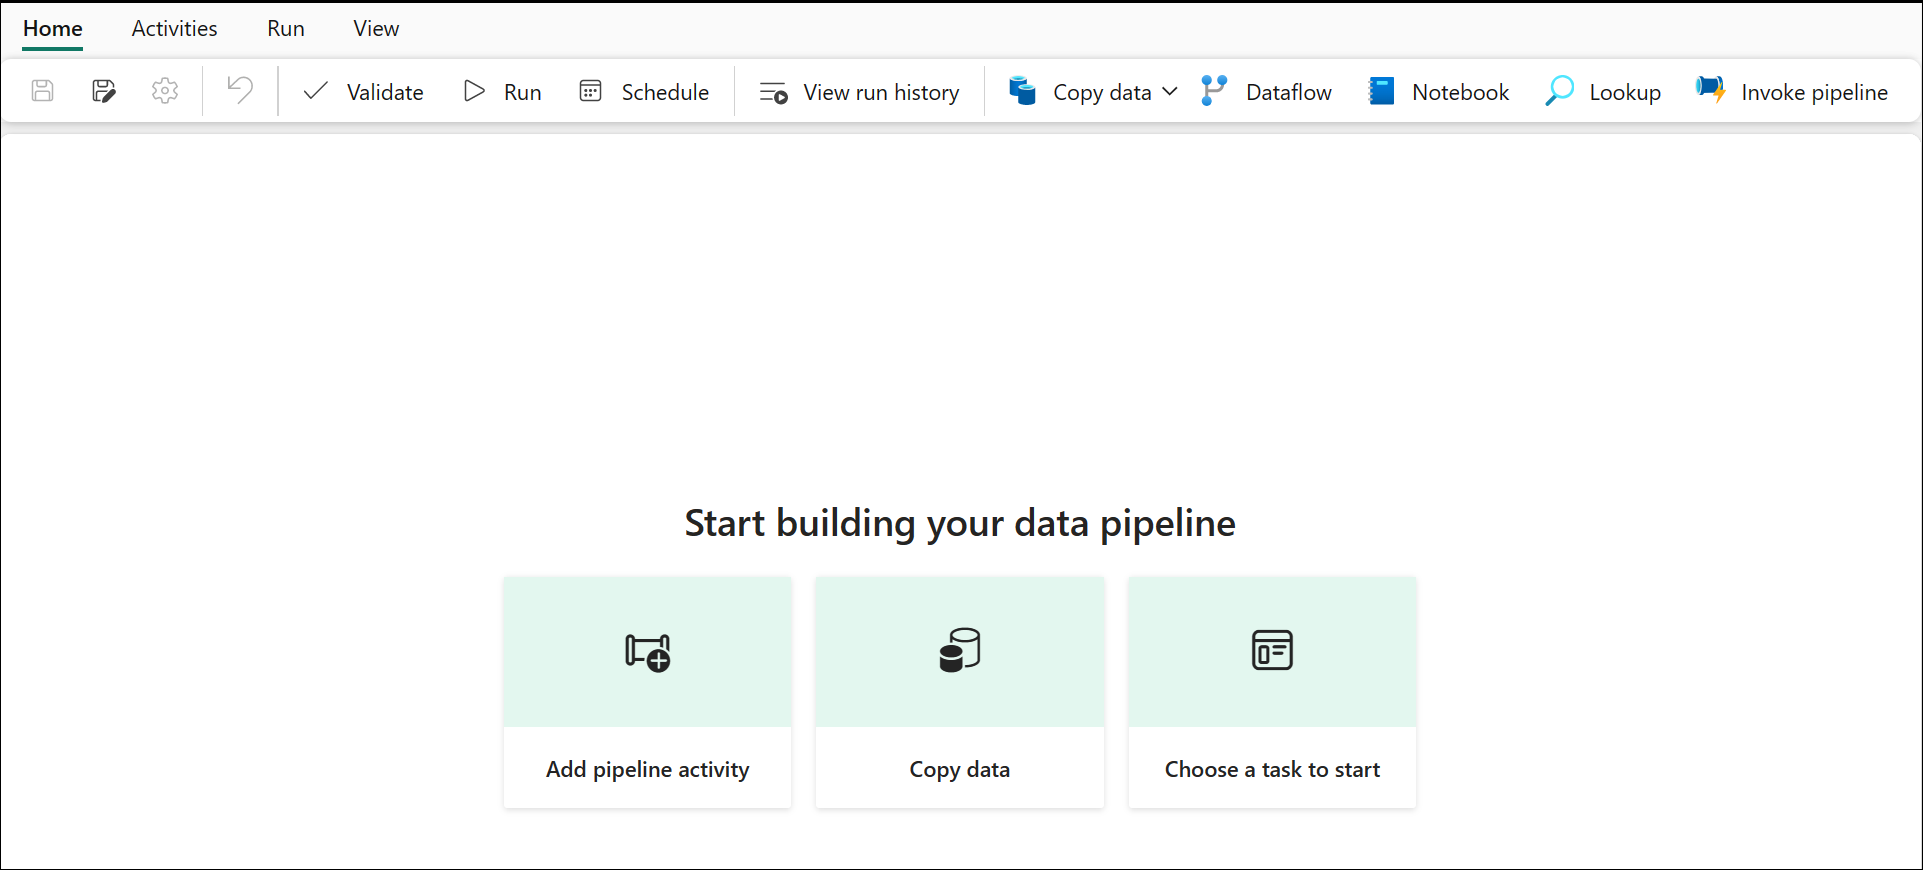 Home Activities Run View
Validate Run Schedule View run history Copy data Dataflow Notebook Lookup Invoke pipeline
Start building your data pipeline
Add pipeline activity Copy data Choose a task to start